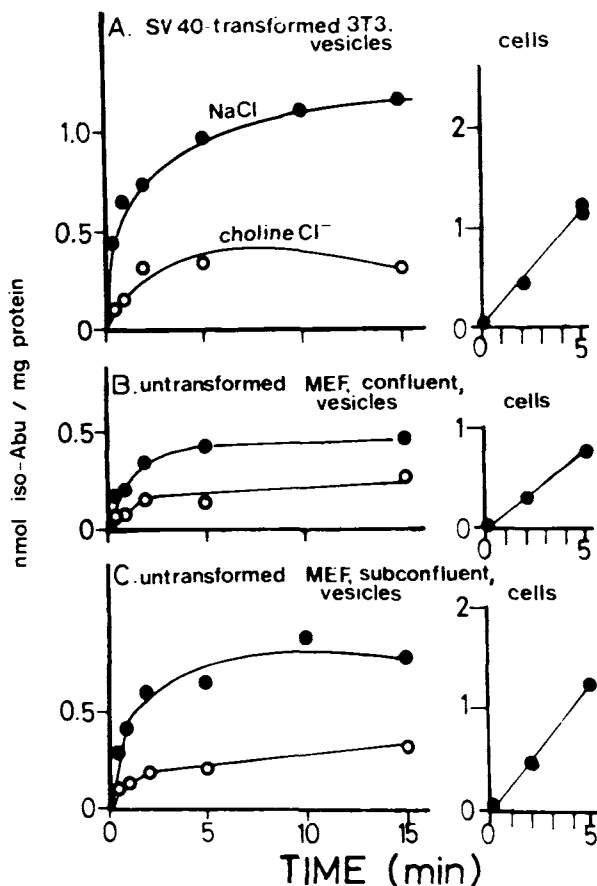 A. SV40-transformed 3T3.
vesicles
cells
NaCl
choline Cl⁻
1.0
0.5
0
2
1
0
0
5
B. untransformed MEF, confluent,
vesicles
cells
0.5
0
1
0
0
5
C. untransformed MEF, subconfluent,
vesicles
cells
0.5
0
2
1
0
0
5
10
15
0
5
TIME (min)
nmol iso-Abu / mg protein